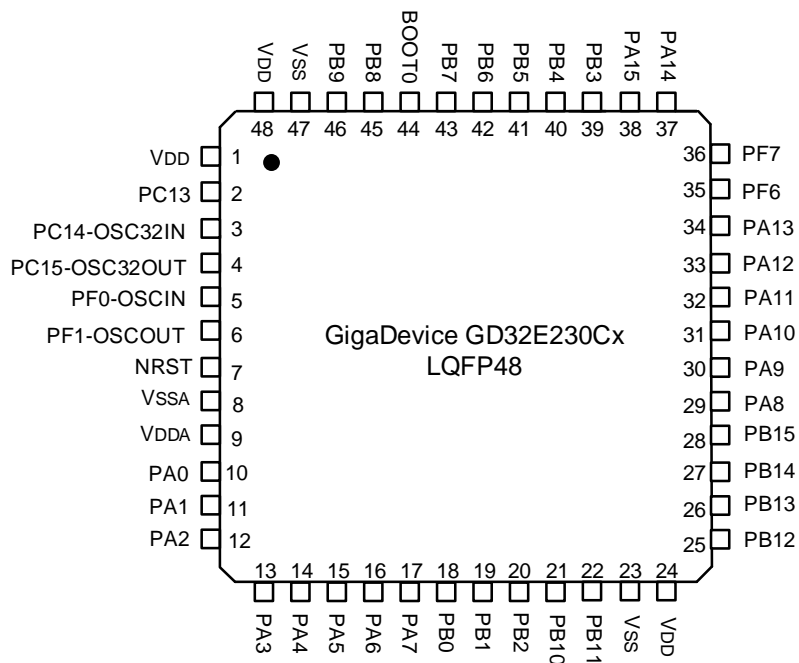 VDD
VSS
PB9
PB8
BOOT0
PB7
PB6
PB5
PB4
PB3
PA15
PA14
48 47 46 45 44 43 42 41 40 39 38 37
VDD 1
PC13 2
PC14-OSC32IN 3
PC15-OSC32OUT 4
PF0-OSCIN 5
PF1-OSCOUT 6
NRST 7
VSSA 8
VDDA 9
PA0 10
PA1 11
PA2 12
GigaDevice GD32E230Cx
LQFP48
36 PF7
35 PF6
34 PA13
33 PA12
32 PA11
31 PA10
30 PA9
29 PA8
28 PB15
27 PB14
26 PB13
25 PB12
13 14 15 16 17 18 19 20 21 22 23 24
PA3
PA4
PA5
PA6
PA7
PB0
PB1
PB2
PB10
PB11
VSS
VDD